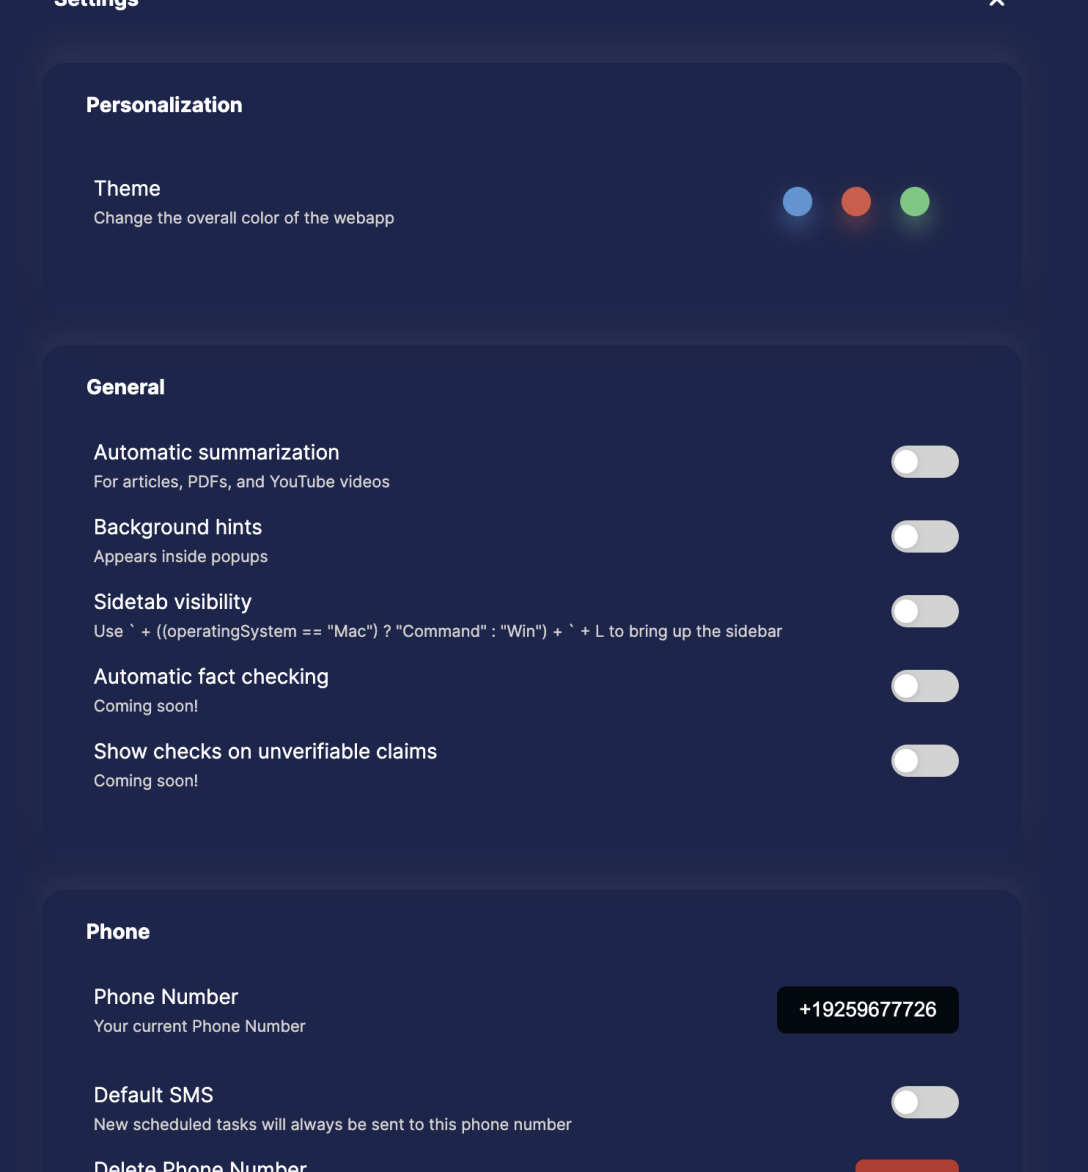 Settings
Personalization
Theme
Change the overall color of the webapp
General
Automatic summarization
For articles, PDFs, and YouTube videos
Background hints
Appears inside popups
Sidetab visibility
Use ` + ((operatingSystem == "Mac") ? "Command" : "Win") + ` + L to bring up the sidebar
Automatic fact checking
Coming soon!
Show checks on unverifiable claims
Coming soon!
Phone
Phone Number
+19259677726
Your current Phone Number
Default SMS
New scheduled tasks will always be sent to this phone number
Delete Phone Number